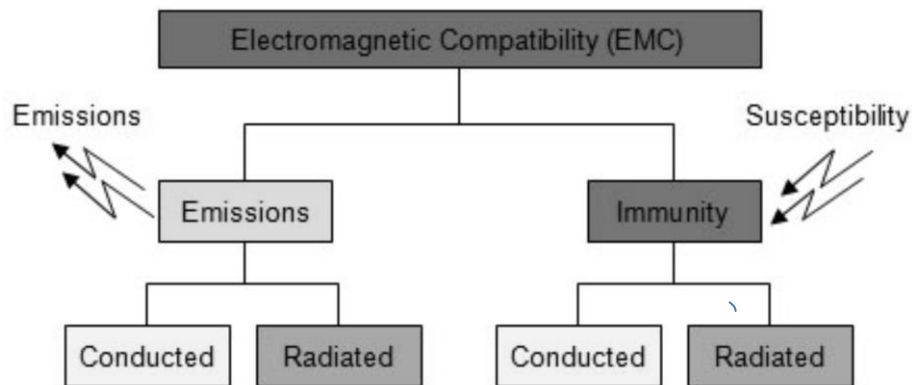 Electromagnetic Compatibility (EMC)
Emissions
Susceptibility
Emissions
Immunity
Conducted
Radiated
Conducted
Radiated